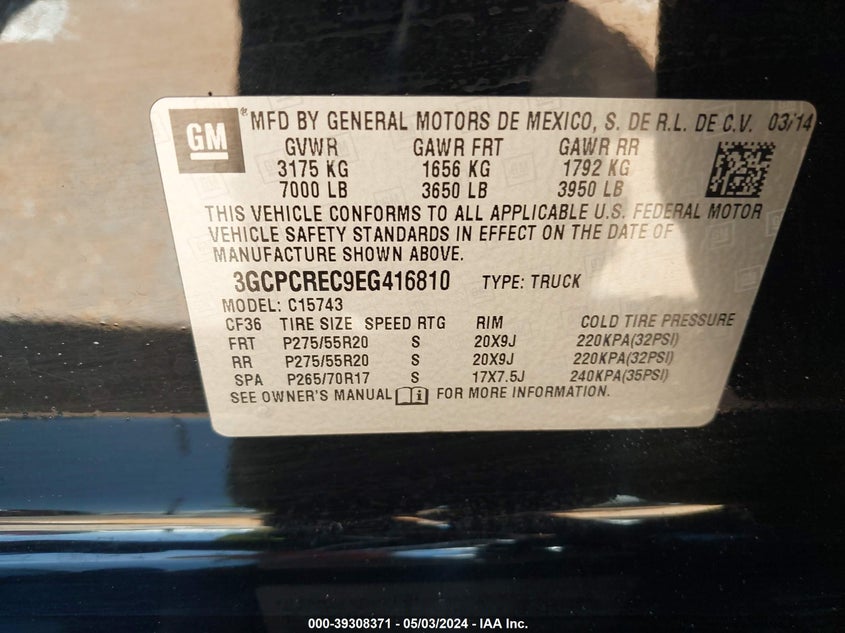 GM
® MFD BY GENERAL MOTORS DE MEXICO, S. DE R.L. DE C.V. 03/14
GVWR GAWR FRT GAWR RR
3175 KG 1656 KG 1792 KG
7000 LB 3650 LB 3950 LB
THIS VEHICLE CONFORMS TO ALL APPLICABLE U.S. FEDERAL MOTOR
VEHICLE SAFETY STANDARDS IN EFFECT ON THE DATE OF
MANUFACTURE SHOWN ABOVE.
3GCPCREC9EG416810 TYPE: TRUCK
MODEL: C15743
CF36 TIRE SIZE SPEED RTG RIM COLD TIRE PRESSURE
FRT P275/55R20 S 20X9J 220KPA(32PSI)
RR P275/55R20 S 20X9J 220KPA(32PSI)
SPA P265/70R17 S 17X7.5J 240KPA(35PSI)
SEE OWNER'S MANUAL i FOR MORE INFORMATION.
000-39308371 - 05/03/2024 - IAA Inc.